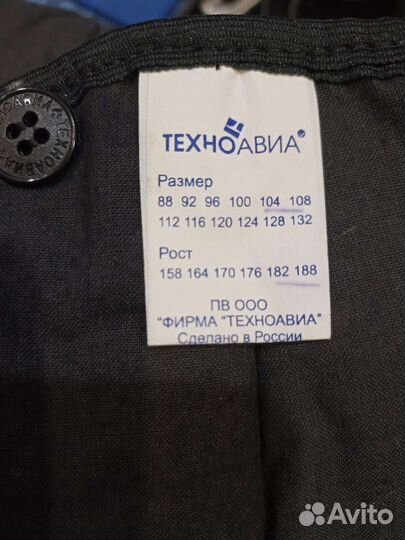 ТЕХНОАВИА®
Размер
88 92 96 100 104 108
112 116 120 124 128 132
Рост
158 164 170 176 182 188
ПВ ООО
"ФИРМА "ТЕХНОАВИА"
Сделано в России
ТЕХНОАВИА
Avito